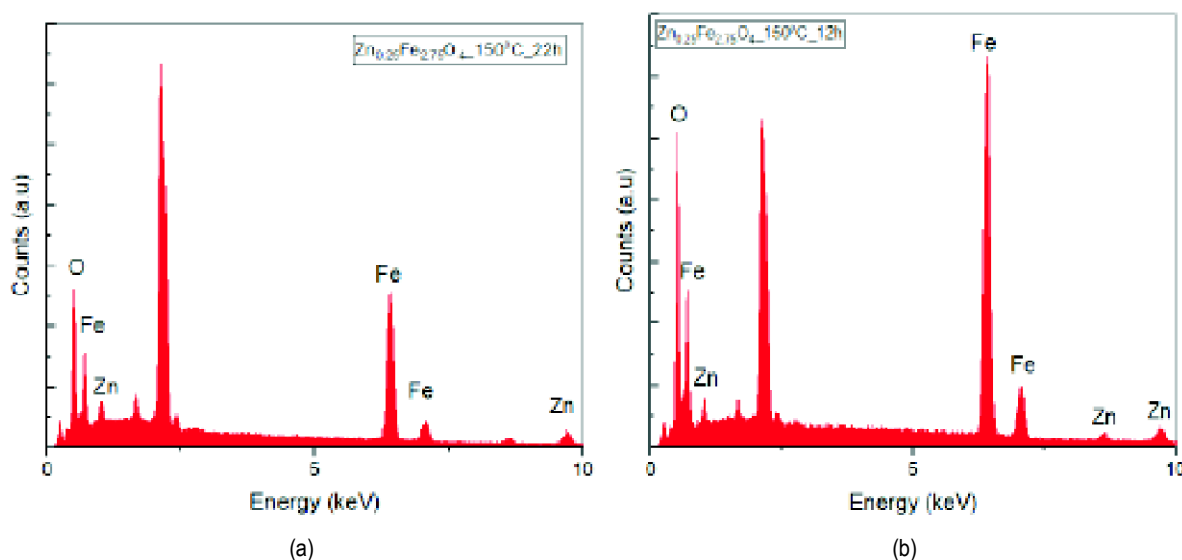 Zn0.25Fe2.75O4_150°C_22h
O
Fe
Zn
Fe
Fe
Zn
Counts (a.u)
0
5
10
Energy (keV)
(a)
Zn0.25Fe2.75O4_150°C_12h
O
Fe
Zn
Fe
Fe
Zn
Zn
Counts (a.u)
0
5
10
Energy (keV)
(b)